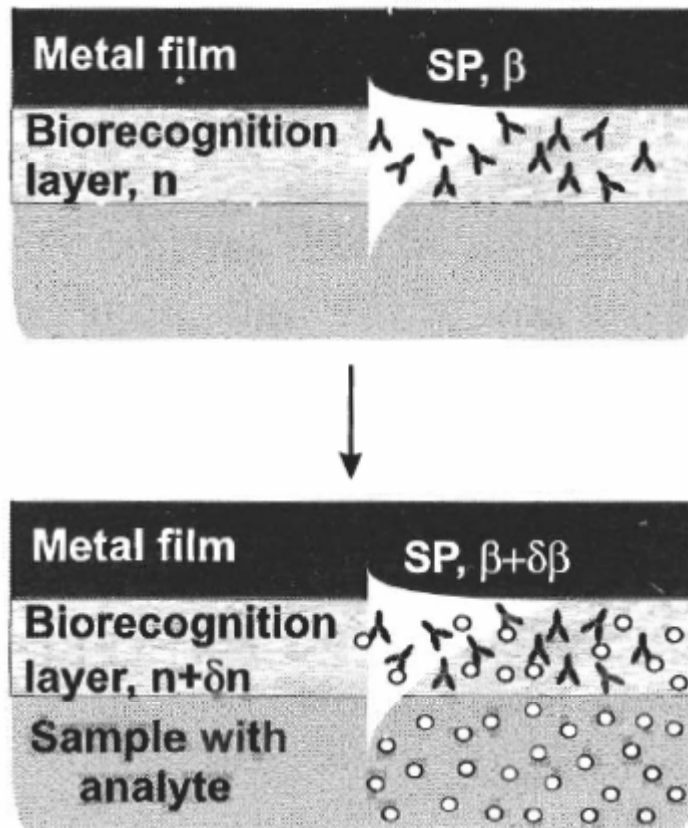 Metal film
SP, β
Biorecognition
layer, n
Metal film
SP, β+δβ
Biorecognition
layer, n+δn
Sample with
analyte